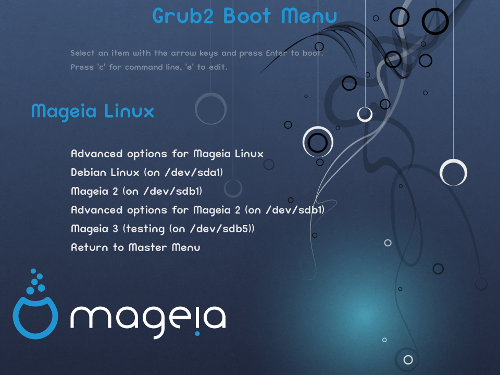 Grub2 Boot Menu
Select an item with the arrow keys and press Enter to boot.
Press 'c' for command line, 'e' to edit.
Mageia Linux
Advanced options for Mageia Linux
Debian Linux (on /dev/sda1)
Mageia 2 (on /dev/sdb1)
Advanced options for Mageia 2 (on /dev/sdb1)
Mageia 3 (testing (on /dev/sdb5))
Return to Master Menu
mageia